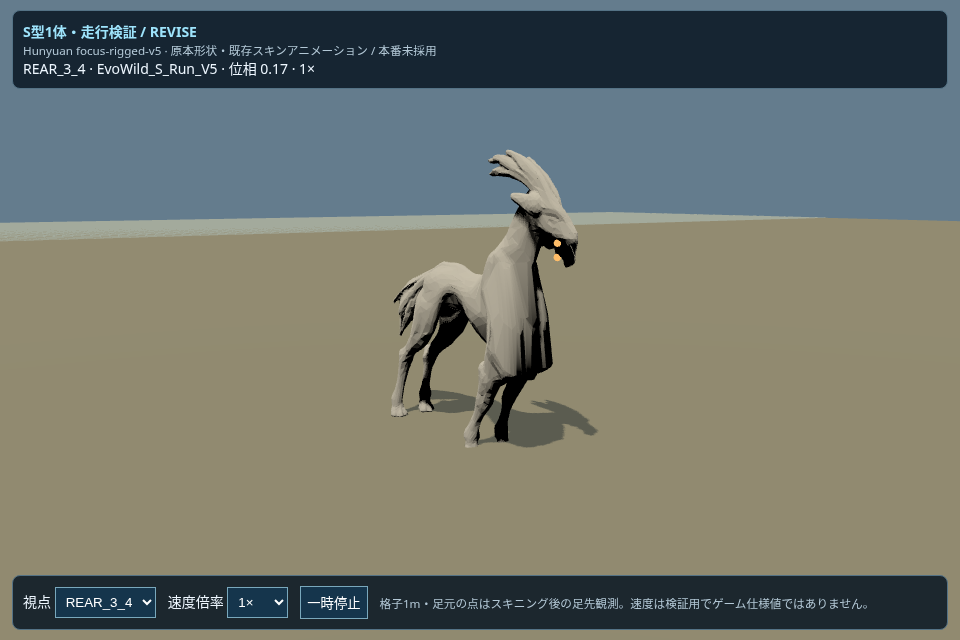 S型1体・走行検証 / REVISE
Hunyuan focus-rigged-v5 · 原本形状・既存スキンアニメーション / 本番未採用
REAR_3_4 · EvoWild_S_Run_V5 · 位相 0.17 · 1×
視点 REAR_3_4 速度倍率 1× 一時停止 格子1m・足元の点はスキニング後の足先観測。速度は検証用でゲーム仕様値ではありません。